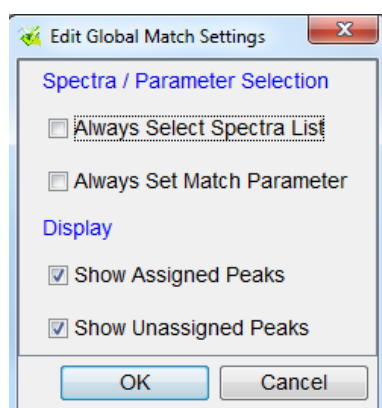 Edit Global Match Settings
Spectra / Parameter Selection
Always Select Spectra List
Always Set Match Parameter
Display
Show Assigned Peaks
Show Unassigned Peaks
OK Cancel